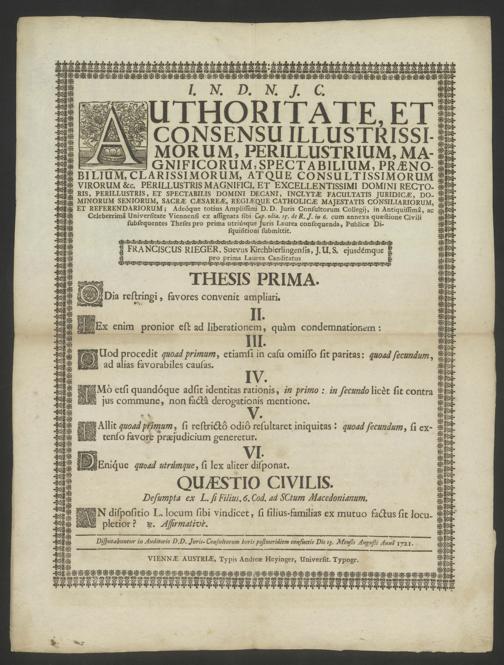 I. N. D. N. J. C.
AUTHORITATE, ET
CONSENSU ILLUSTRISSI-
MORUM, PERILLUSTRIUM, MA-
GNIFICORUM, SPECTABILIUM, PRÆNO-
BILIUM, CLARISSIMORUM, ATQUE CONSULTISSIMORUM
VIRORUM &c. PERILLUSTRIS MAGNIFICI, ET EXCELLENTISSIMI DOMINI RECTO-
RIS, PERILLUSTRIS, ET SPECTABILIS DOMINI DECANI, INCLYTÆ FACULTATIS JURIDICÆ, DO-
MINORUM SENIORUM, SACRÆ CÆSAREÆ, REGIÆQUE CATHOLICÆ MAJESTATIS CONSILIARIORUM,
ET REFERENDARIORUM; Adeóque totius Amplissimi D. D. Juris Consultorum Collegij, in Antiquissimâ, ac
Celeberrimâ Universitate Viennensi ex assignata sibi Cap. odia. 15. de R. J. in 6. cum annexa quæstione Civili
subsequentes Theses pro prima utriúsque Juris Laurea consequenda, Publicæ Di-
squisitioni submittit.
FRANCISCUS RIEGER, Suevus Kirchbierlingensis, J. U. S. ejusdémque
pro prima Laurea Candidatus
THESIS PRIMA.
ODia restringi, favores convenit ampliari.
II.
LEx enim pronior est ad liberationem, quàm condemnationem:
III.
QUod procedit quoad primum, etiamsi in casu omisso sit paritas: quoad secundum,
ad alias favorabiles causas.
IV.
IMò etsi quandóque adsit identitas rationis, in primo: in secundo licèt sit contra
jus commune, non factâ derogationis mentione.
V.
FAllit quoad primum, si restrictô odiô resultaret iniquitas: quoad secundum, si ex-
tenso favore præjudicium generetur.
VI.
DEnique quoad utrúmque, si lex aliter disponat.
QUÆSTIO CIVILIS.
Desumpta ex L. si Filius. 6. Cod. ad SCtum Macedonianum.
AN dispositio L. locum sibi vindicet, si filius-familias ex mutuo factus sit locu-
pletior? Affirmativè.
Disputabuntur in Auditorio D. D. Juris-Consultorum horis postmeridiem consuetis Die 13. Mensis Augusti Annô 1721.
VIENNÆ AUSTRIÆ, Typis Andreæ Heyinger, Universit. Typogr.